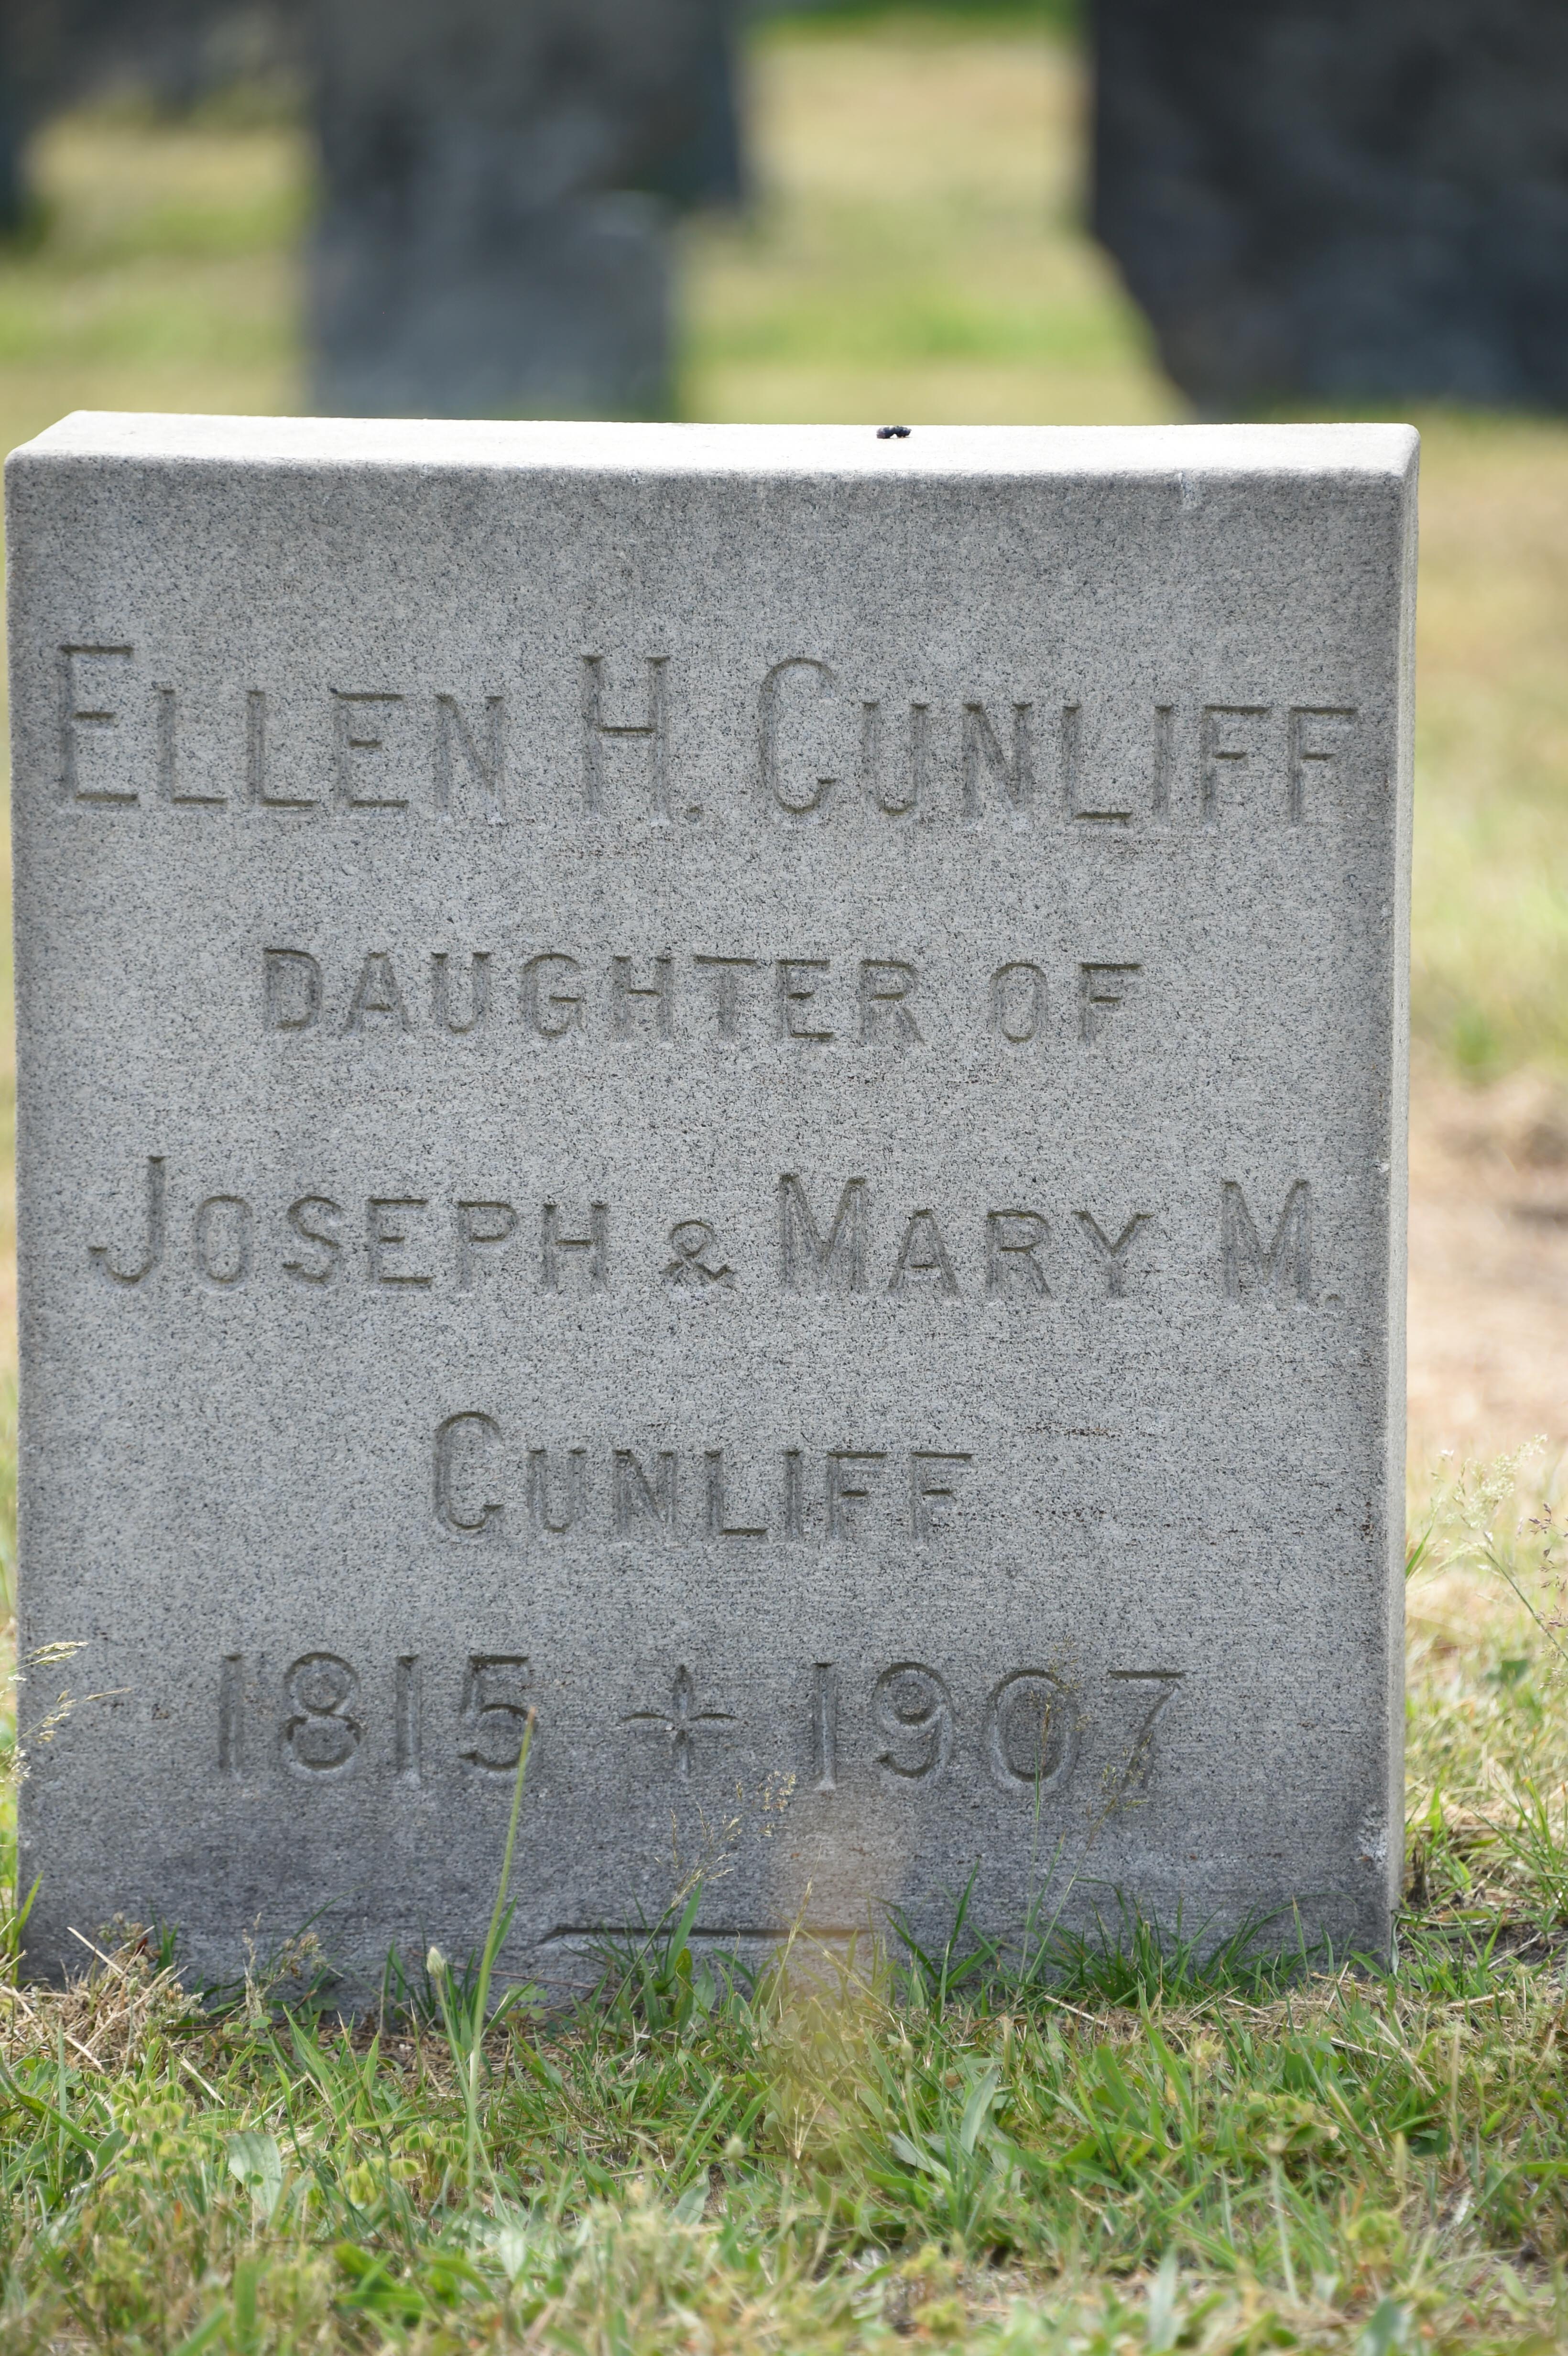 ELLEN H. CUNLIFF
DAUGHTER OF
JOSEPH & MARY M.
CUNLIFF
1815 + 1907